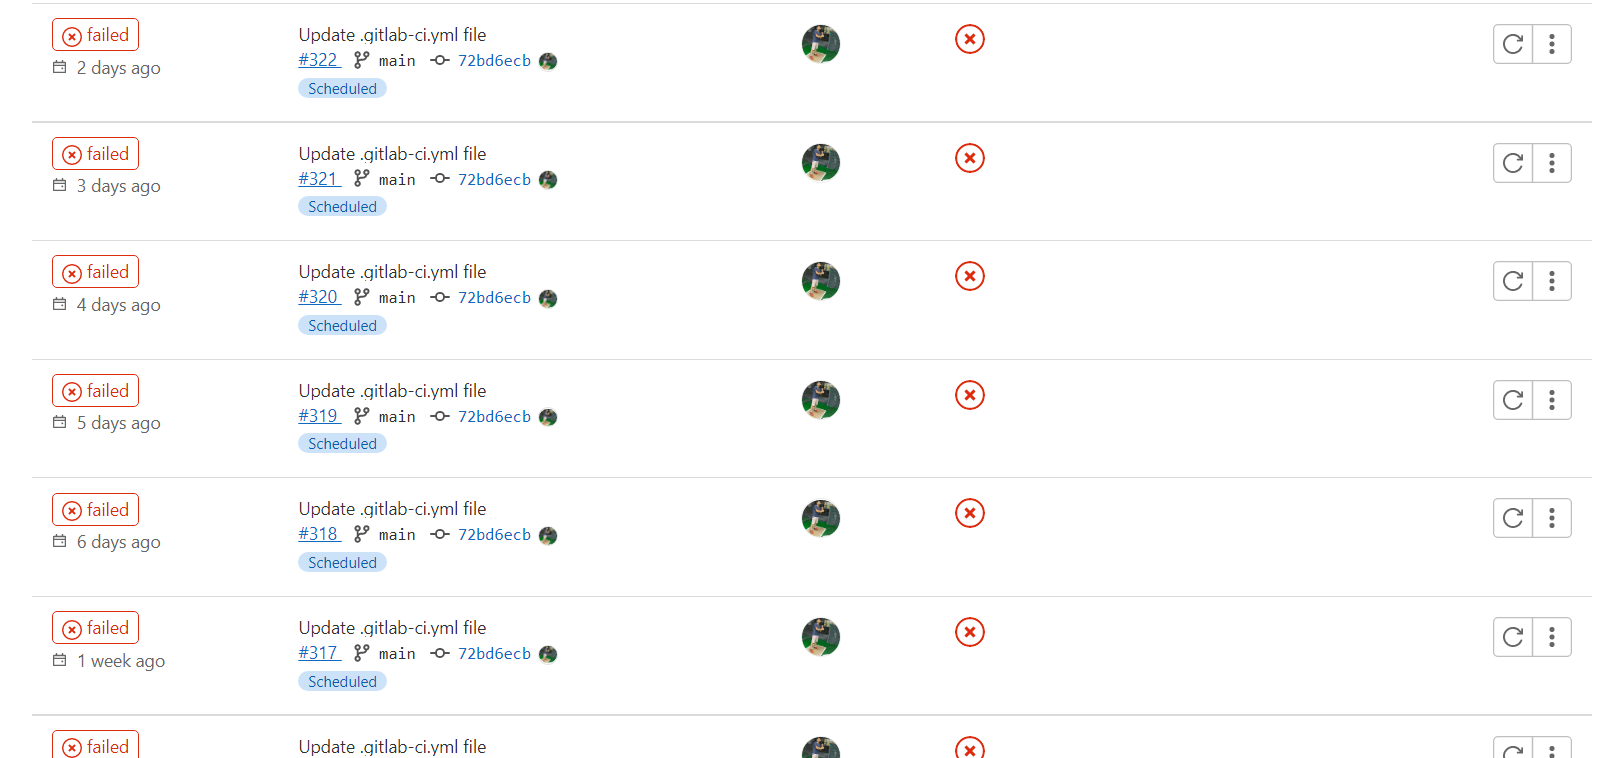 failed
Update .gitlab-ci.yml file
#322 main 72bd6ecb
2 days ago
Scheduled
failed
Update .gitlab-ci.yml file
#321 main 72bd6ecb
3 days ago
Scheduled
failed
Update .gitlab-ci.yml file
#320 main 72bd6ecb
4 days ago
Scheduled
failed
Update .gitlab-ci.yml file
#319 main 72bd6ecb
5 days ago
Scheduled
failed
Update .gitlab-ci.yml file
#318 main 72bd6ecb
6 days ago
Scheduled
failed
Update .gitlab-ci.yml file
#317 main 72bd6ecb
1 week ago
Scheduled
failed
Update .gitlab-ci.yml file